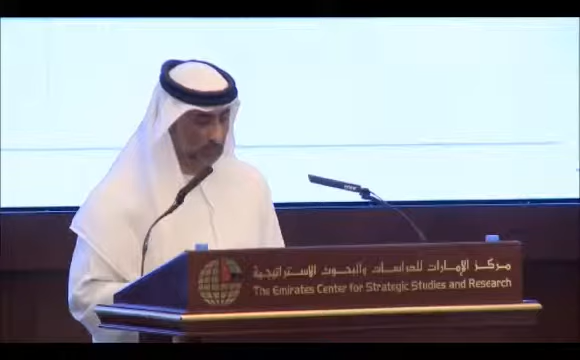 مركز الإمارات للدراسات والبحوث الاستراتيجية
The Emirates Center for Strategic Studies and Research